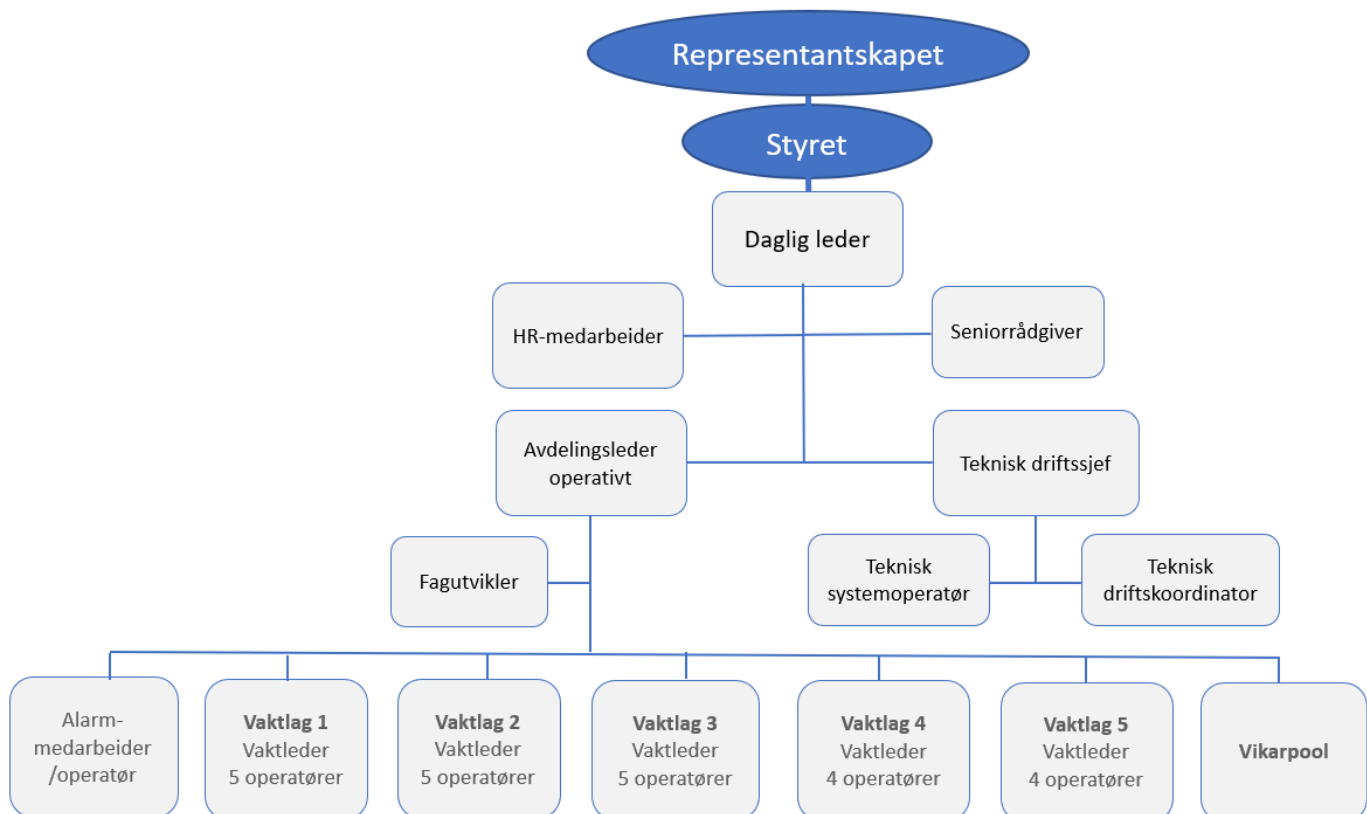 Representantskapet
Styret
Daglig leder
HR-medarbeider
Seniorrådgiver
Avdelingsleder
operativt
Teknisk driftssjef
Fagutvikler
Teknisk
systemoperatør
Teknisk
driftskoordinator
Alarm-
medarbeider
/operatør
Vaktlag 1
Vaktleder
5 operatører
Vaktlag 2
Vaktleder
5 operatører
Vaktlag 3
Vaktleder
5 operatører
Vaktlag 4
Vaktleder
4 operatører
Vaktlag 5
Vaktleder
4 operatører
Vikarpool